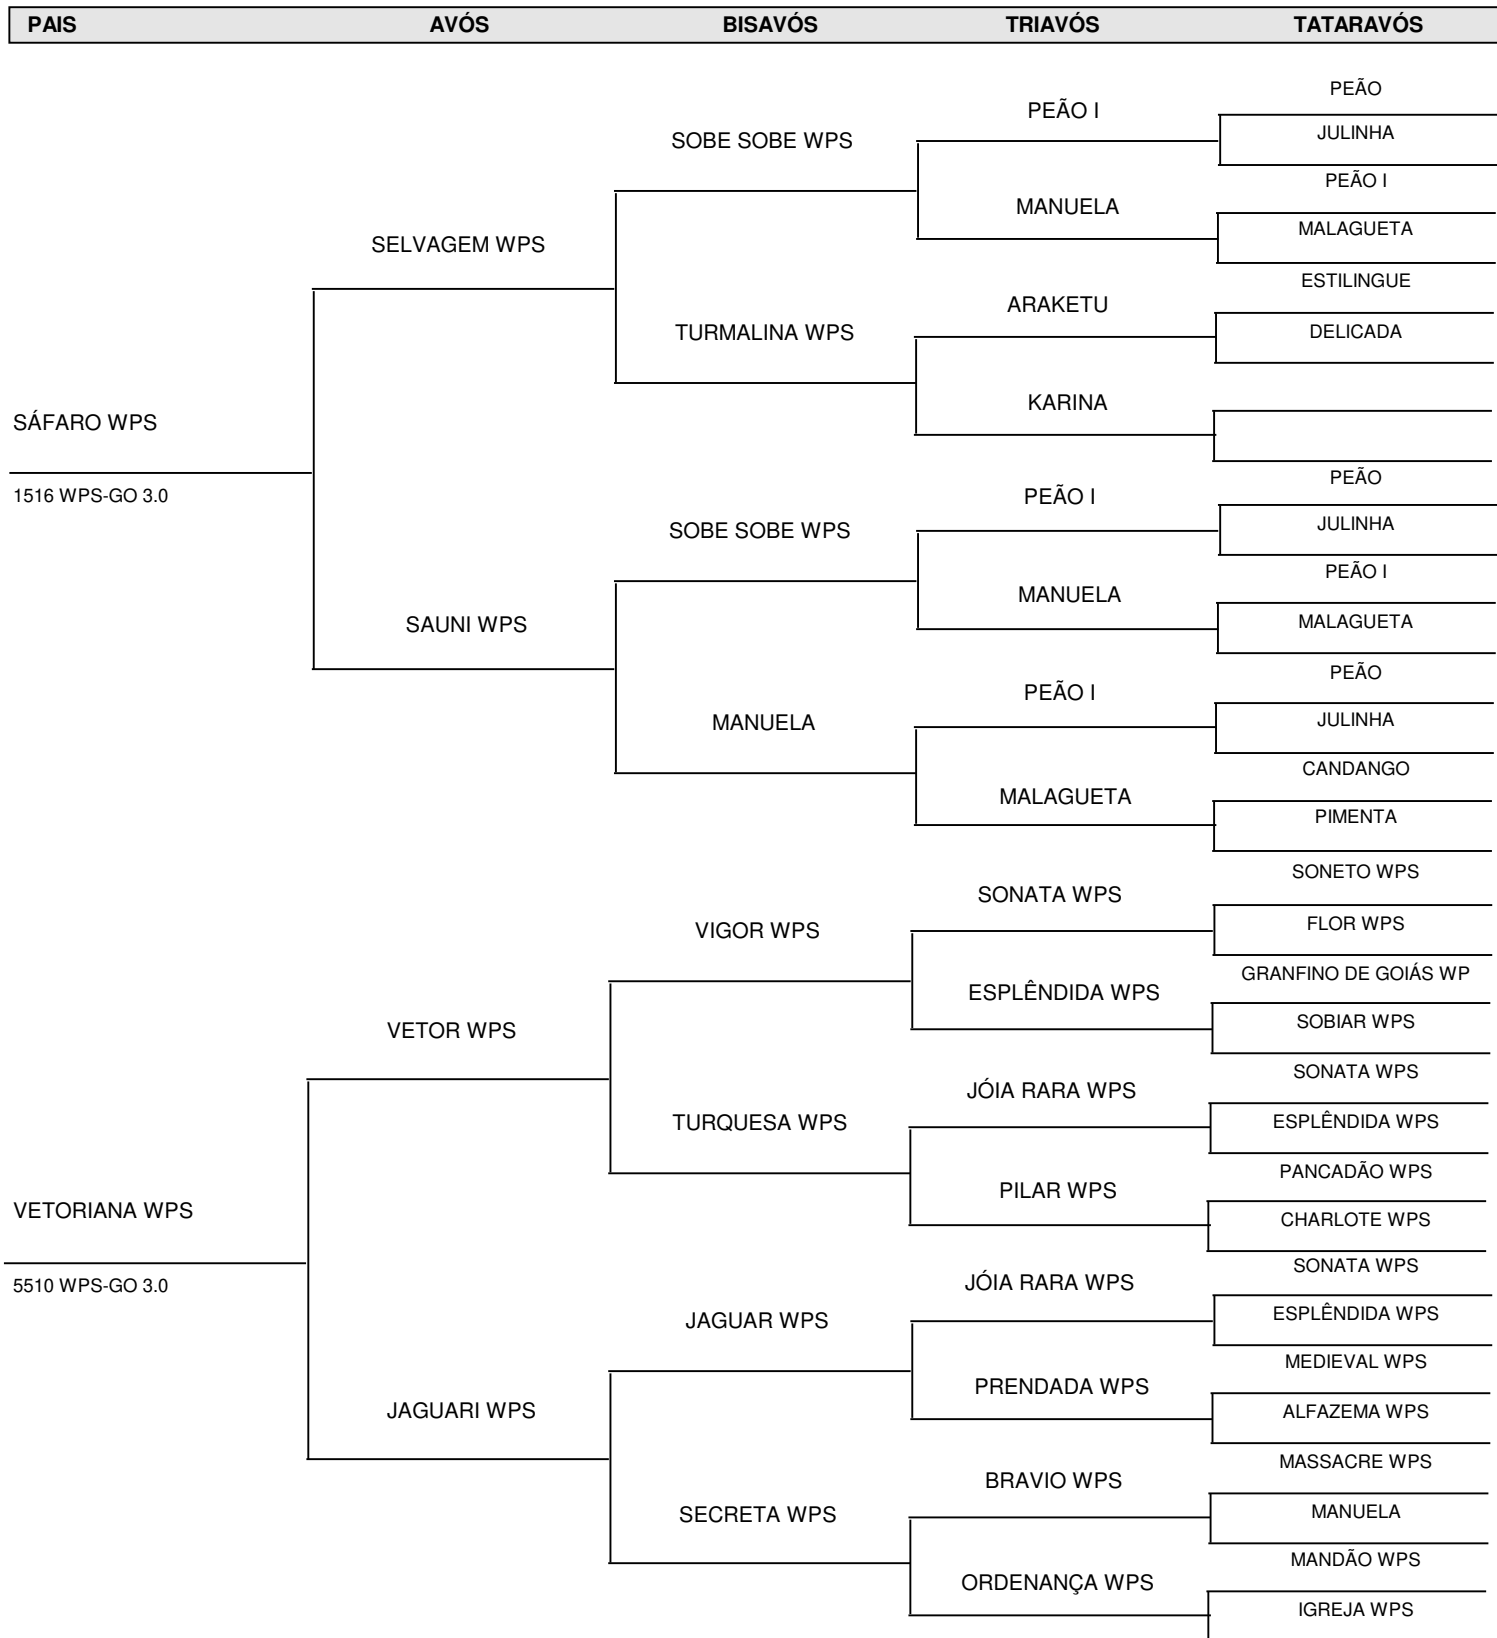 PAIS AVÓS BISAVÓS TRIAVÓS TATARAVÓS
PEÃO
PEÃO I
JULINHA
SOBE SOBE WPS
PEÃO I
MANUELA
MALAGUETA
SELVAGEM WPS
ESTILINGUE
ARAKETU
DELICADA
TURMALINA WPS
KARINA
SÁFARO WPS
PEÃO
1516 WPS-GO 3.0
PEÃO I
JULINHA
SOBE SOBE WPS
PEÃO I
MANUELA
MALAGUETA
SAUNI WPS
PEÃO
PEÃO I
JULINHA
MANUELA
CANDANGO
MALAGUETA
PIMENTA
SONETO WPS
SONATA WPS
FLOR WPS
VIGOR WPS
GRANFINO DE GOIÁS WP
ESPLÊNDIDA WPS
SOBIAR WPS
VETOR WPS
SONATA WPS
JÓIA RARA WPS
ESPLÊNDIDA WPS
TURQUESA WPS
PANCADÃO WPS
PILAR WPS
VETORIANA WPS
CHARLOTE WPS
SONATA WPS
5510 WPS-GO 3.0
JÓIA RARA WPS
ESPLÊNDIDA WPS
JAGUAR WPS
MEDIEVAL WPS
PRENDADA WPS
JAGUARI WPS
ALFAZEMA WPS
MASSACRE WPS
BRAVIO WPS
MANUELA
SECRETA WPS
MANDÃO WPS
ORDENANÇA WPS
IGREJA WPS